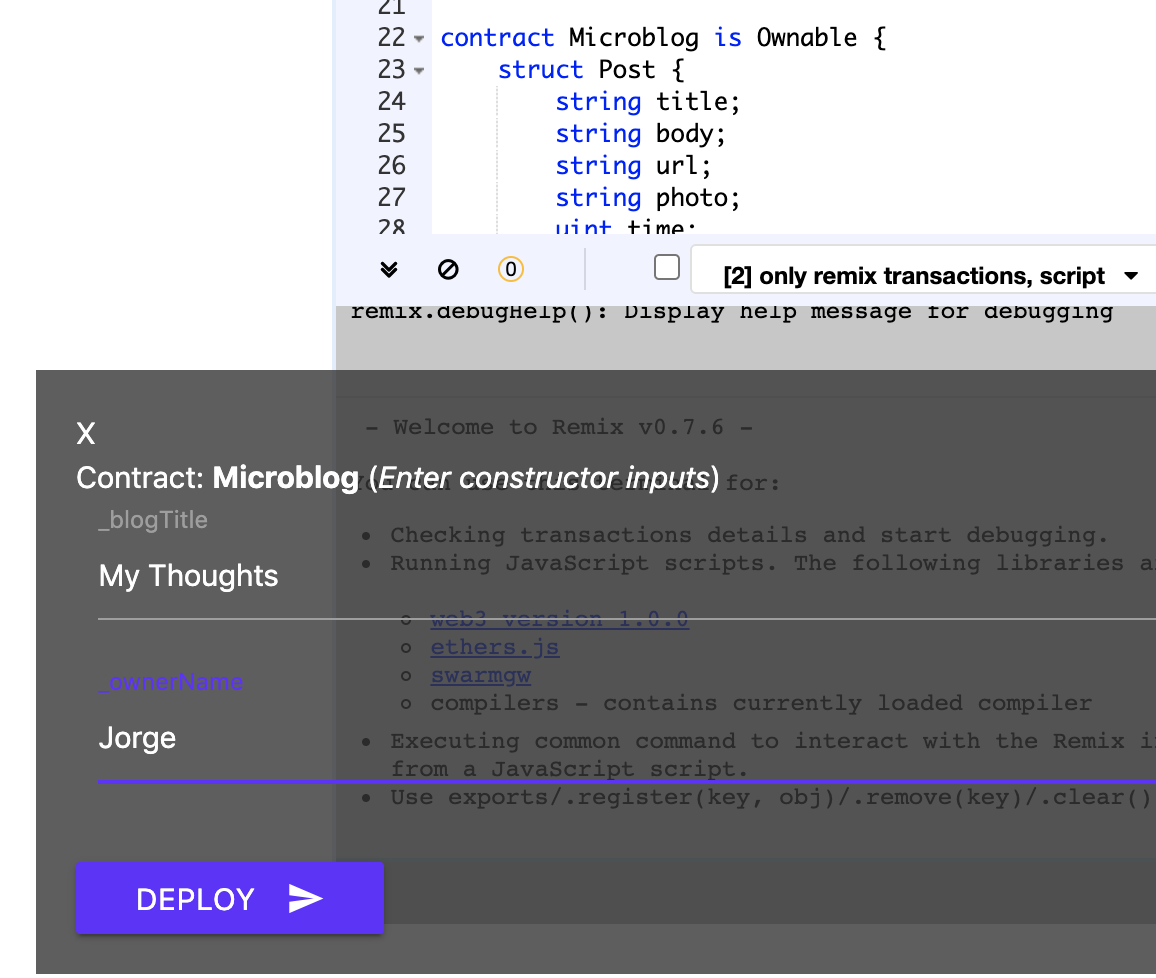 21
22 contract Microblog is Ownable {
23 struct Post {
24 string title;
25 string body;
26 string url;
27 string photo;
28 uint time;
0 [2] only remix transactions, script
remix.debugHelp(): Display help message for debugging
- Welcome to Remix v0.7.6 -
You can use this terminal for:
• Checking transactions details and start debugging.
• Running JavaScript scripts. The following libraries
web3 version 1.0.0
ethers.js
swarmgw
compilers - contains currently loaded compiler
• Executing common command to interact with the Remix
from a JavaScript script.
• Use exports/.register(key, obj)/.remove(key)/.clear()
X
Contract: Microblog (Enter constructor inputs)
_blogTitle
My Thoughts
_ownerName
Jorge
DEPLOY